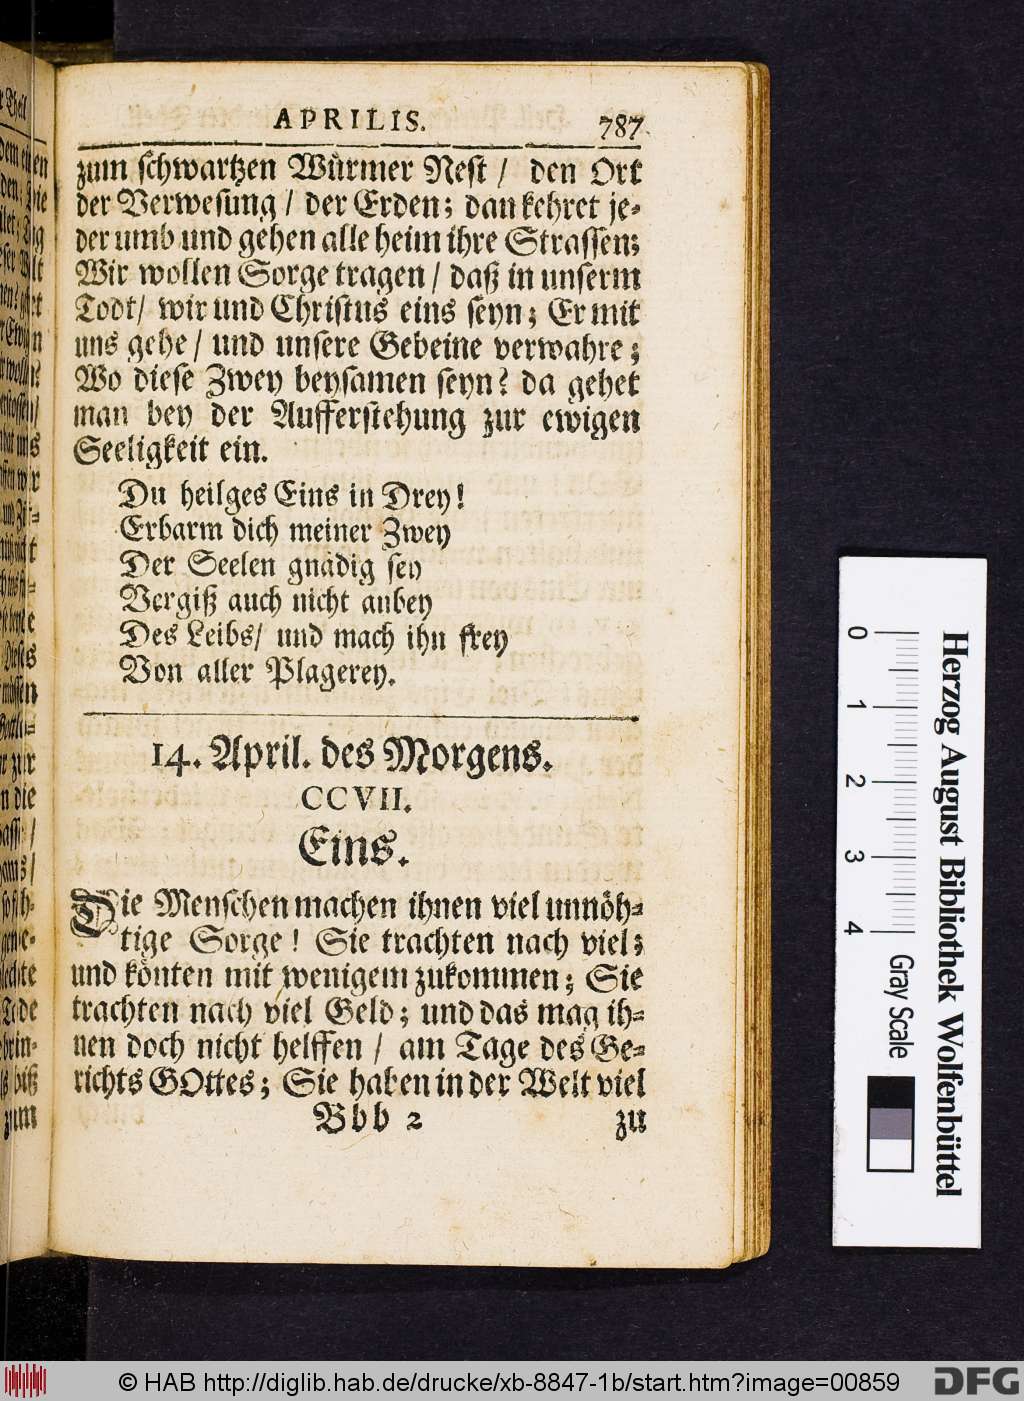 APRILIS. 787
zum schwartzen Würmer Nest / den Ort
der Verwesung / der Erden; dan kehret je-
der umb und gehen alle heim ihre Strassen;
Wir wollen Sorge tragen / daß in unserm
Todt / wir und Christus eins seyn; Er mit
uns gehe / und unsere Gebeine verwahre;
Wo diese Zwey beysamen seyn? da gehet
man bey der Aufferstehung zur ewigen
Seeligkeit ein.
Du heilges Eins in Drey!
Erbarm dich meiner Zwey
Der Seelen gnädig sey
Vergiß auch nicht anbey
Des Leibs / und mach ihn frey
Von aller Plagerey.
14. April. des Morgens.
CCVII.
Eins.
Die Menschen machen ihnen viel unnöh-
tige Sorge! Sie trachten nach viel;
und könten mit wenigem zukommen; Sie
trachten nach viel Geld; und das mag ih-
nen doch nicht helffen / am Tage des Ge-
richts GOttes; Sie haben in der Welt viel
Bbb 2 zu
0 1 2 3 4 Gray Scale
Herzog August Bibliothek Wolfenbüttel
© HAB http://diglib.hab.de/drucke/xb-8847-1b/start.htm?image=00859
DFG